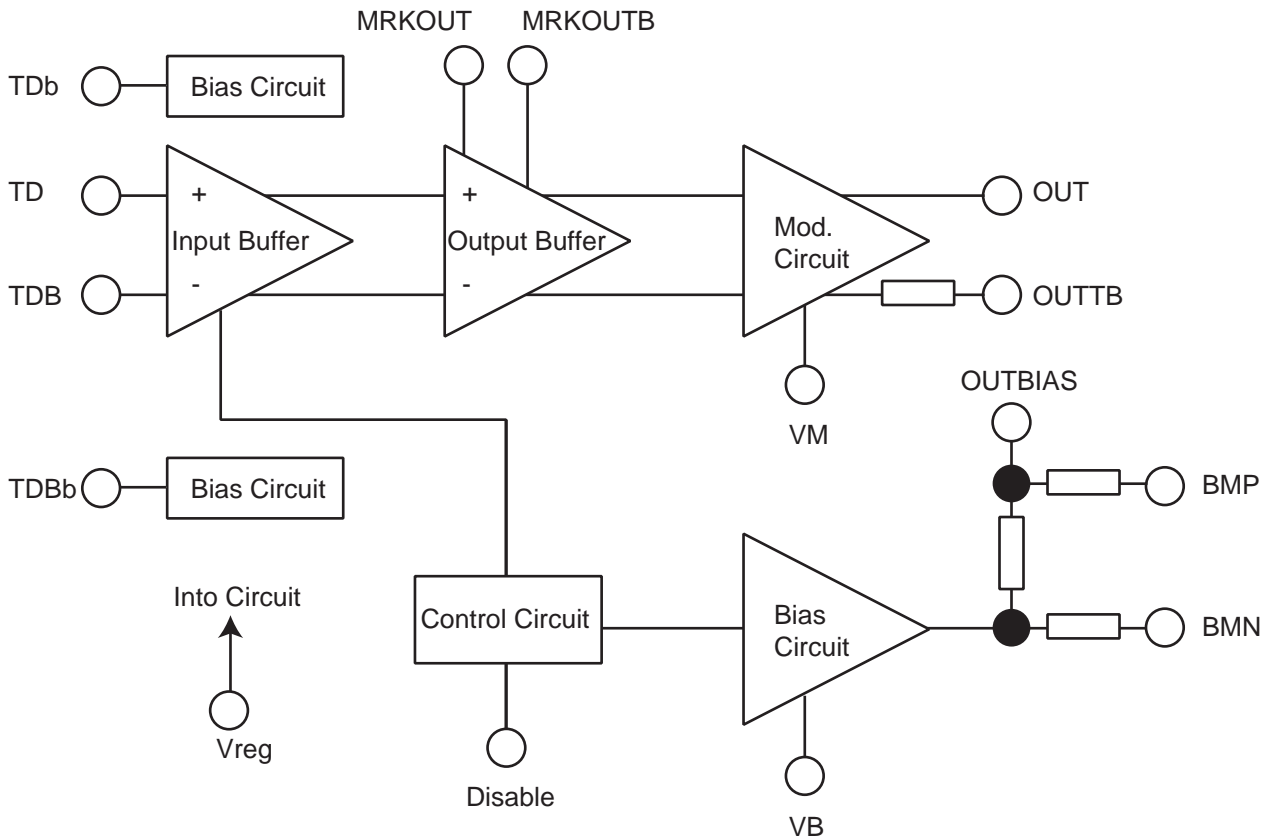 MRKOUT MRKOUTB
TDb
Bias Circuit
TD
+
+
OUT
Input Buffer
Output Buffer
Mod.
Circuit
TDB
-
-
OUTTB
OUTBIAS
VM
TDBb
Bias Circuit
BMP
Into Circuit
Control Circuit
Bias
Circuit
BMN
Vreg
Disable
VB